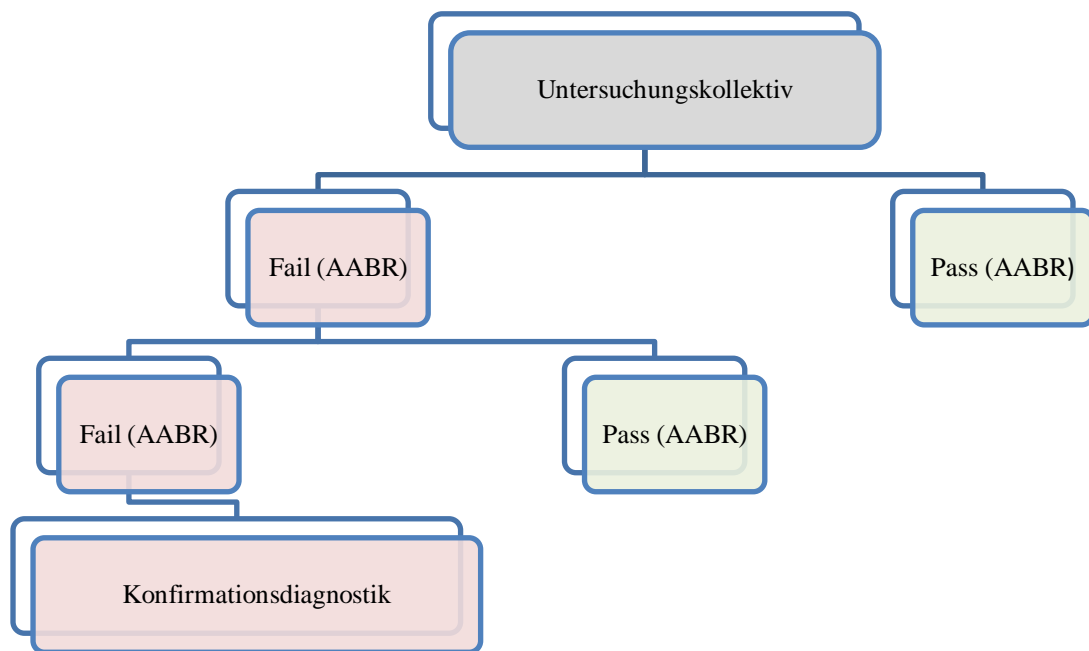 Untersuchungskollektiv
Fail (AABR)
Pass (AABR)
Fail (AABR)
Pass (AABR)
Konfirmationsdiagnostik